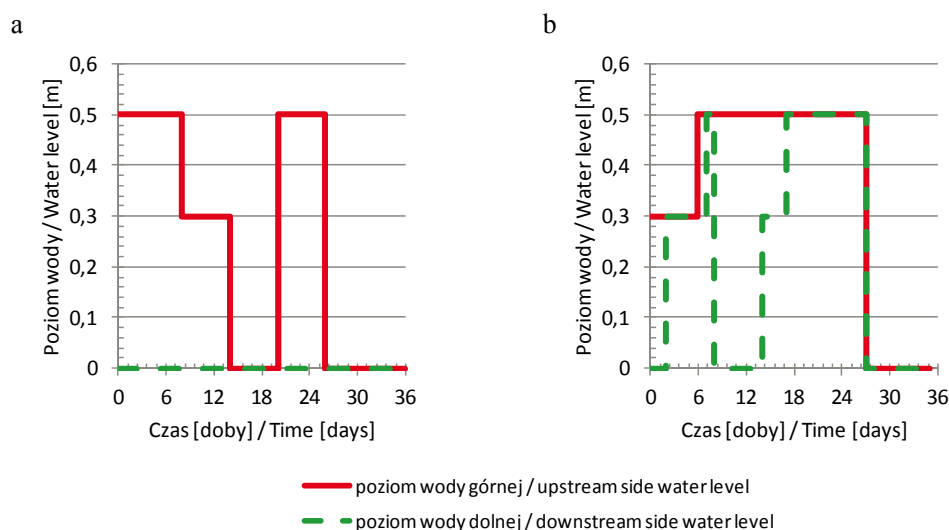 a
b
Poziom wody / Water level [m]
0,6
0,5
0,4
0,3
0,2
0,1
0
0 6 12 18 24 30 36
Czas [doby] / Time [days]
Poziom wody / Water level [m]
0,6
0,5
0,4
0,3
0,2
0,1
0
0 6 12 18 24 30 36
Czas [doby] / Time [days]
poziom wody górnej / upstream side water level
poziom wody dolnej / downstream side water level